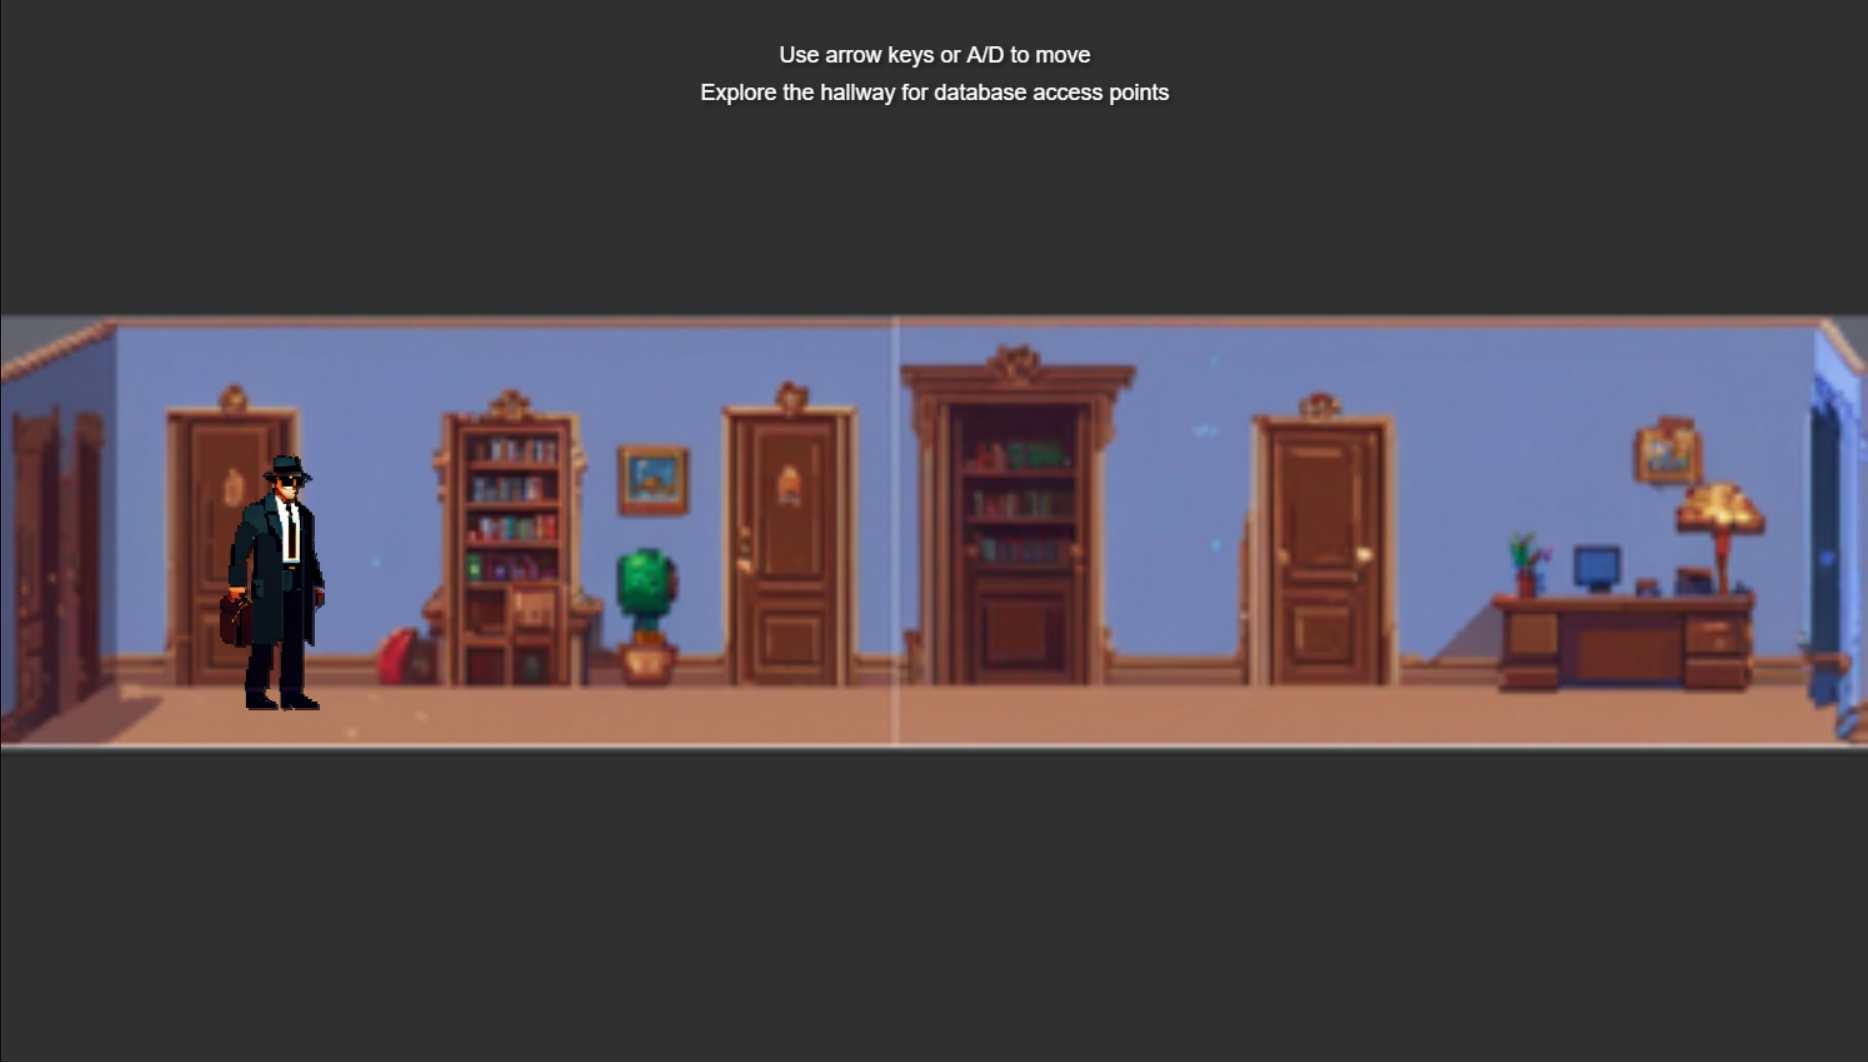 Use arrow keys or A/D to move
Explore the hallway for database access points